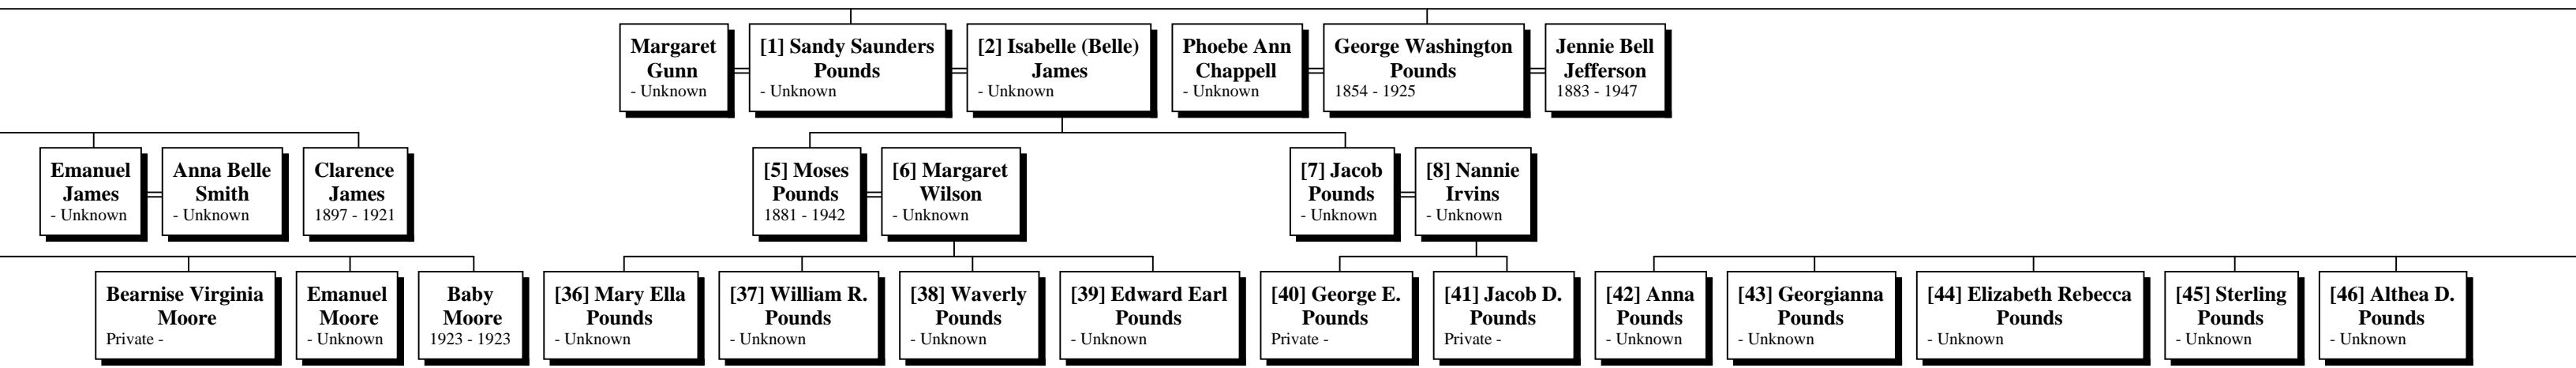 Margaret
Gunn
- Unknown
[1] Sandy Saunders
Pounds
- Unknown
[2] Isabelle (Belle)
James
- Unknown
Phoebe Ann
Chappell
- Unknown
George Washington
Pounds
1854 - 1925
Jennie Bell
Jefferson
1883 - 1947
Emanuel
James
- Unknown
Anna Belle
Smith
- Unknown
Clarence
James
1897 - 1921
[5] Moses
Pounds
1881 - 1942
[6] Margaret
Wilson
- Unknown
[7] Jacob
Pounds
- Unknown
[8] Nannie
Irvins
- Unknown
Bearnise Virginia
Moore
Private -
Emanuel
Moore
- Unknown
Baby
Moore
1923 - 1923
[36] Mary Ella
Pounds
- Unknown
[37] William R.
Pounds
- Unknown
[38] Waverly
Pounds
- Unknown
[39] Edward Earl
Pounds
- Unknown
[40] George E.
Pounds
Private -
[41] Jacob D.
Pounds
Private -
[42] Anna
Pounds
- Unknown
[43] Georgianna
Pounds
- Unknown
[44] Elizabeth Rebecca
Pounds
- Unknown
[45] Sterling
Pounds
- Unknown
[46] Althea D.
Pounds
- Unknown